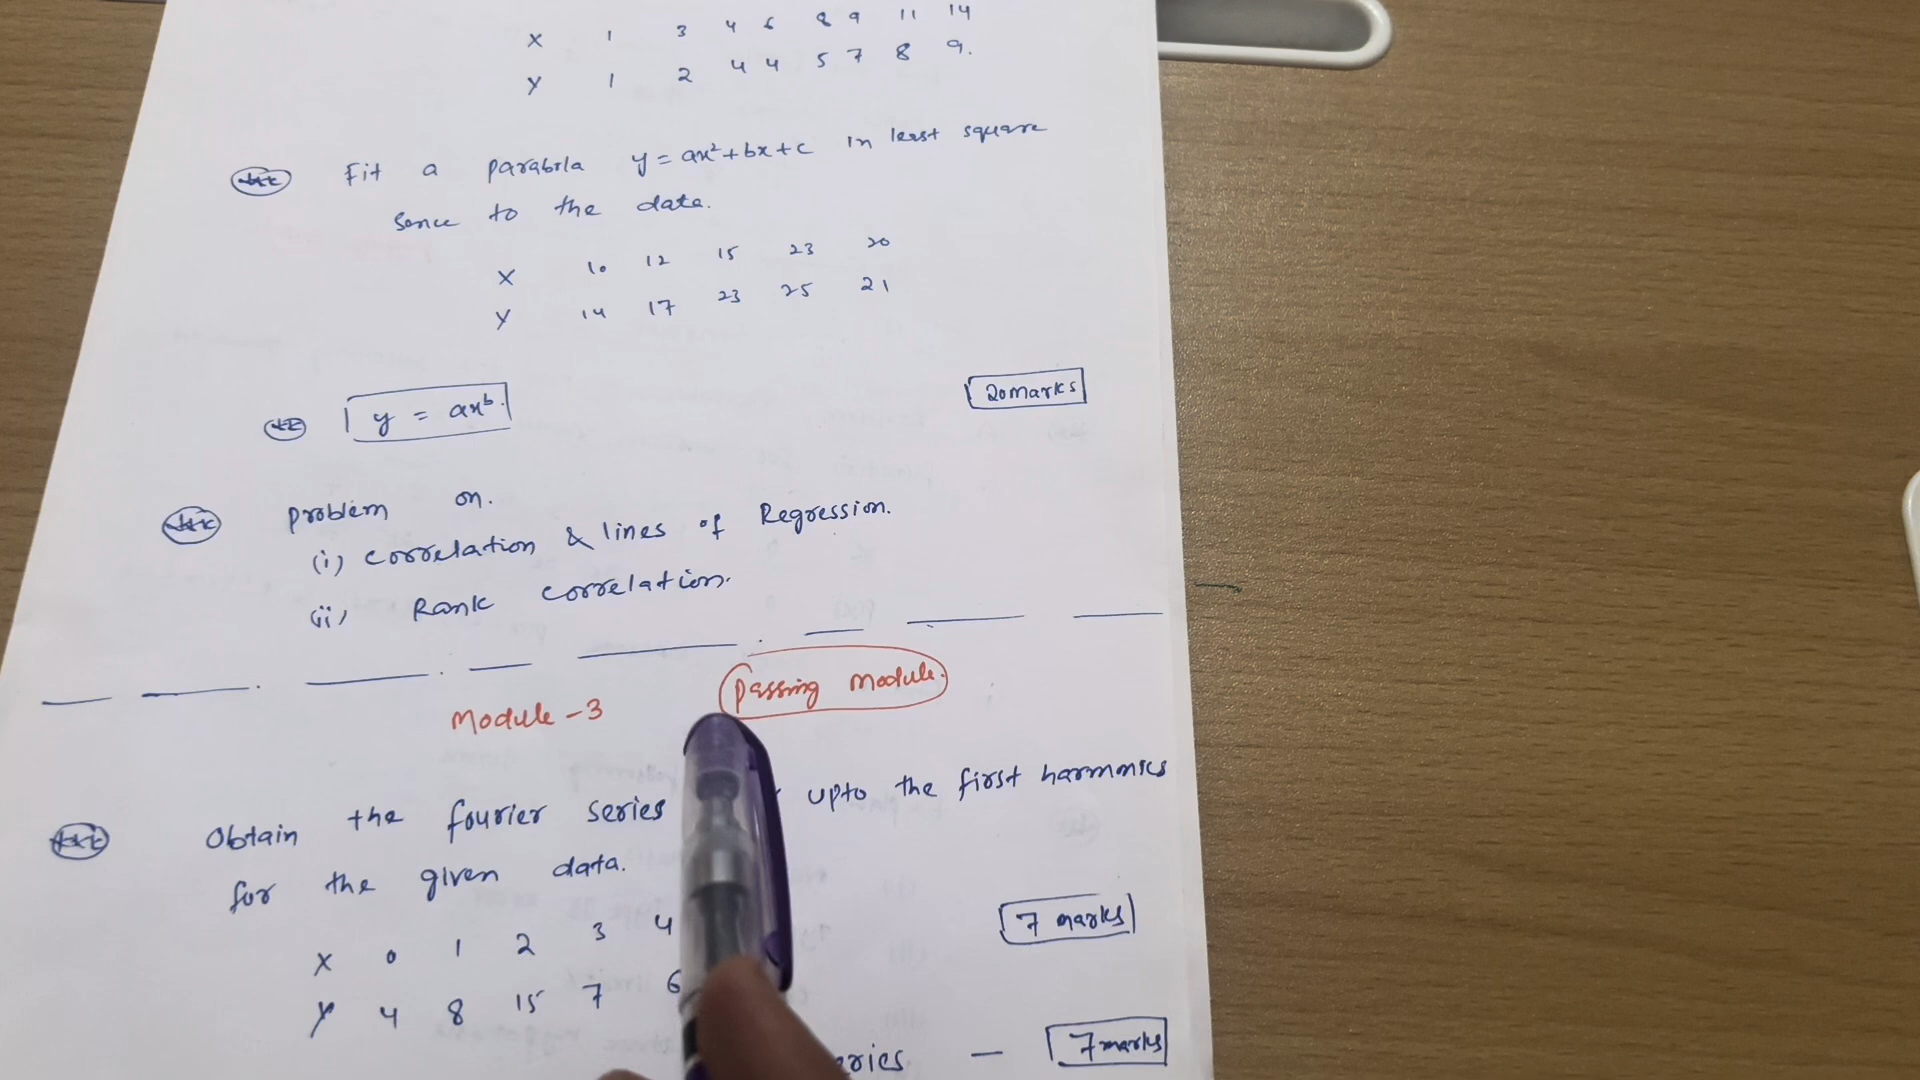 X 1 3 4 6 8 9 11 14
Y 1 2 4 4 5 7 8 9.
Fit a parabola y = ax² + bx + c in least square
sence to the data.
X 10 12 15 23 20
Y 14 17 23 25 21
y = axᵇ.
20marks
Problem on.
(i) correlation & lines of Regression.
(ii) Rank correlation.
Module - 3 Passing Module.
Obtain the fourier series upto the first harmonics
for the given data.
7 marks
X 0 1 2 3 4
Y 4 8 15 7 6
7 marks